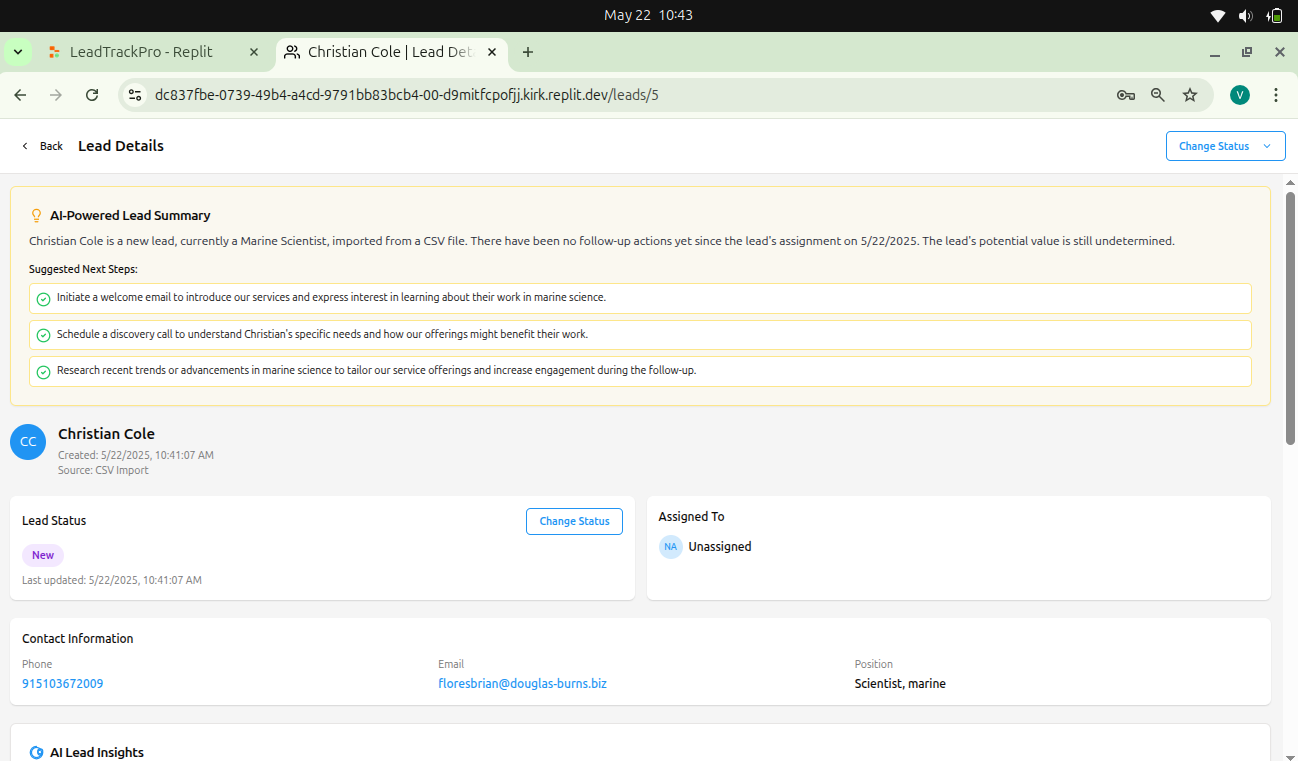 May 22 10:43
LeadTrackPro - Replit
Christian Cole | Lead Det
dc837fbe-0739-49b4-a4cd-9791bb83bcb4-00-d9mitfcpofjj.kirk.replit.dev/leads/5
V
Back
Lead Details
Change Status
AI-Powered Lead Summary
Christian Cole is a new lead, currently a Marine Scientist, imported from a CSV file. There have been no follow-up actions yet since the lead's assignment on 5/22/2025. The lead's potential value is still undetermined.
Suggested Next Steps:
Initiate a welcome email to introduce our services and express interest in learning about their work in marine science.
Schedule a discovery call to understand Christian's specific needs and how our offerings might benefit their work.
Research recent trends or advancements in marine science to tailor our service offerings and increase engagement during the follow-up.
CC
Christian Cole
Created: 5/22/2025, 10:41:07 AM
Source: CSV Import
Lead Status
Change Status
New
Last updated: 5/22/2025, 10:41:07 AM
Assigned To
NA
Unassigned
Contact Information
Phone
915103672009
Email
floresbrian@douglas-burns.biz
Position
Scientist, marine
AI Lead Insights